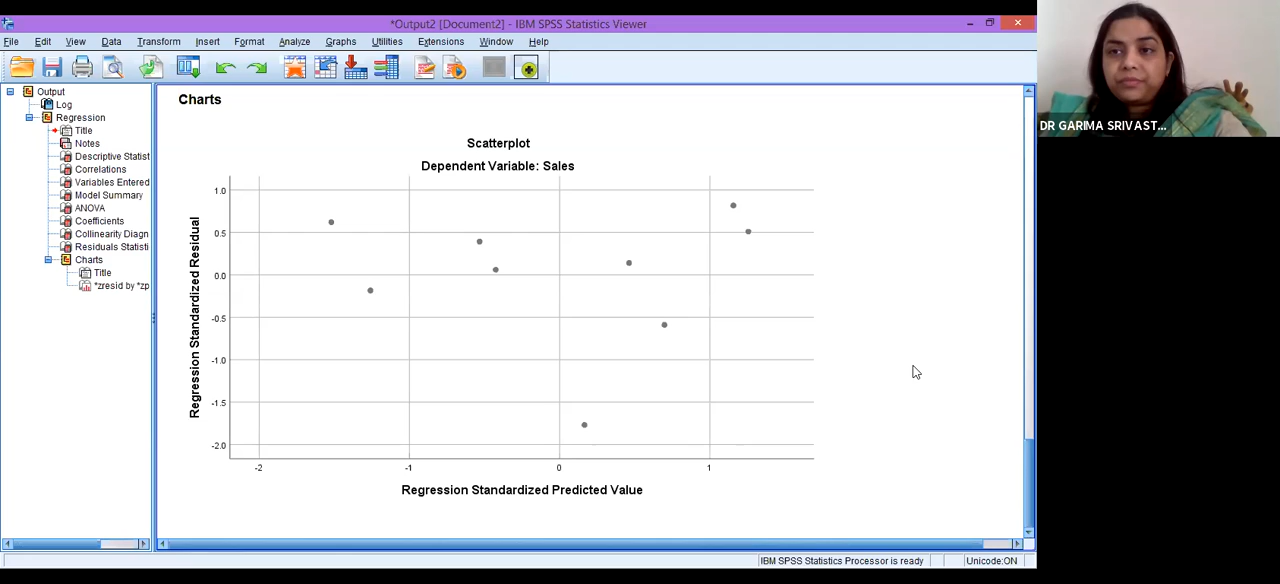 *Output2 [Document2] - IBM SPSS Statistics Viewer
File Edit View Data Transform Insert Format Analyze Graphs Utilities Extensions Window Help
Output
Log
Regression
Title
Notes
Descriptive Statist
Correlations
Variables Entered
Model Summary
ANOVA
Coefficients
Collinearity Diagn
Residuals Statisti
Charts
Title
*zresid by *zp
Charts
Scatterplot
Dependent Variable: Sales
Regression Standardized Residual
1.0
0.5
0.0
-0.5
-1.0
-1.5
-2.0
-2 -1 0 1
Regression Standardized Predicted Value
IBM SPSS Statistics Processor is ready
Unicode:ON
DR GARIMA SRIVAST...